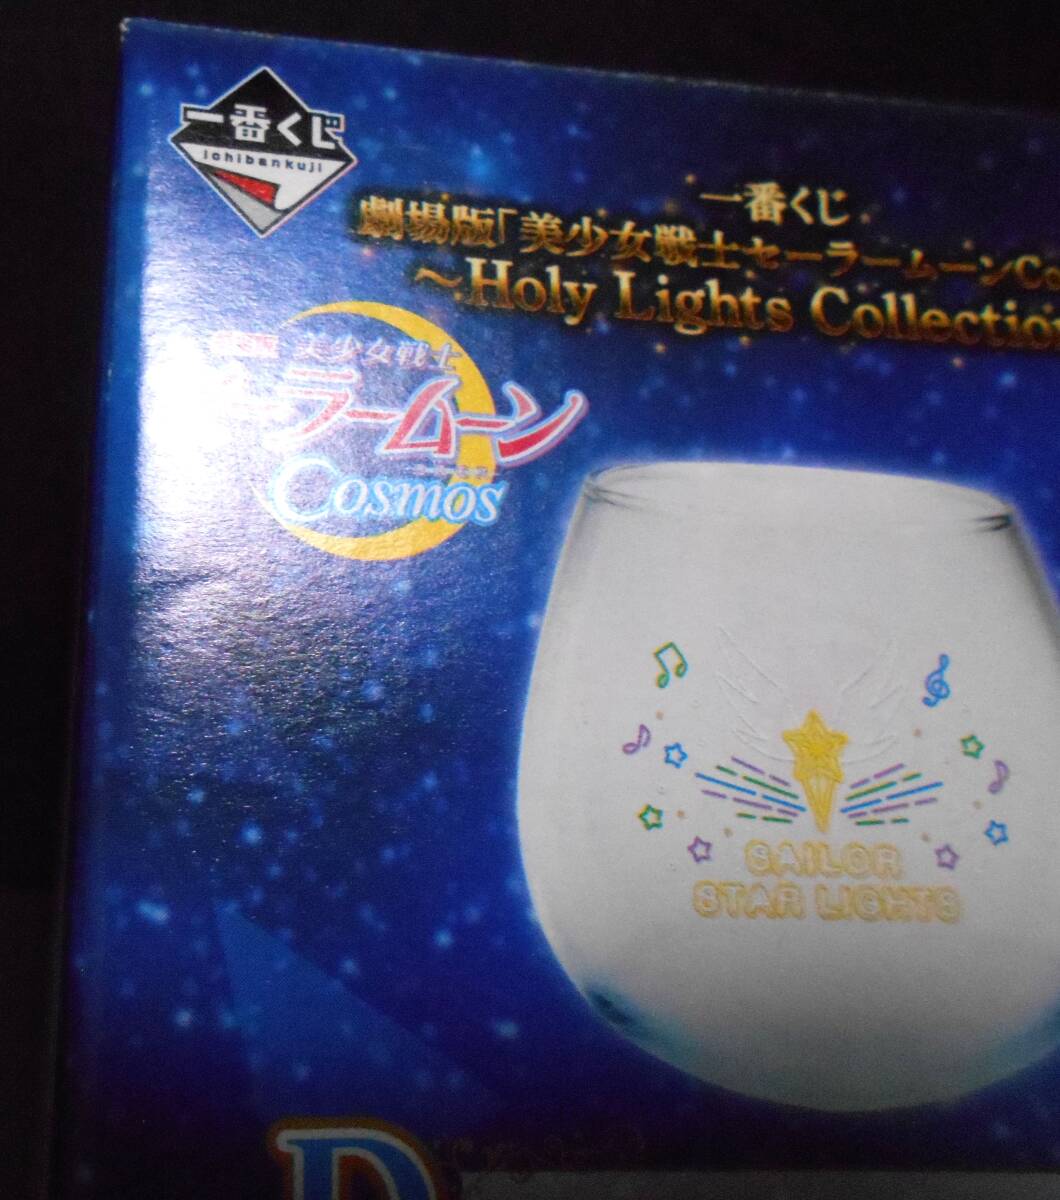 一番くじ
ichibankuji
一番くじ
劇場版「美少女戦士セーラームーンCo
～Holy Lights Collection
美少女戦士
ラームーン
Cosmos
SAILOR
STAR LIGHTS
D